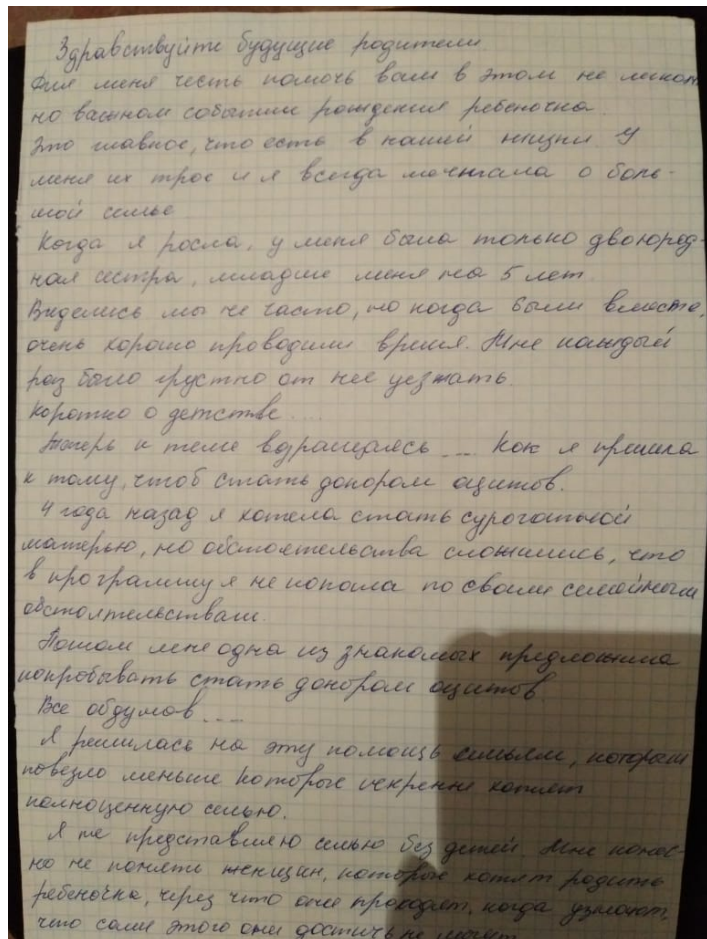 Здравствуйте будущие родители.
Для меня честь помочь вам в этом не легком
но важном событии рождения ребеночка.
Это главное, что есть в нашей жизни. У
меня их трое и я всегда мечтала о боль-
шой семье
Когда я росла, у меня была только двоюрод-
ная сестра, младше меня на 5 лет.
Виделись мы не часто, но когда были вместе,
очень хорошо проводили время. Мне каждый
раз было грустно от нее уезжать.
Коротко о детстве ....
Теперь к теме возращаясь ... Как я пришла
к тому, чтоб стать донором оцитов.
4 года назад я хотела стать сурогатной
матерью, но обстоятельства сложились, что
в программу я не попала по своим семейным
обстоятельствам.
Потом мне одна из знакомых предложила
попробывать стать донором оцитов
Все обдумав ....
Я решилась на эту помощь семьям, которым
повезло меньше которые искренне хотят
полноценную семью.
Я не представляю семью без детей. Мне
но не понять женщин, которые хотят родить
ребеночка, через что они проходят, когда узнают,
что сами этого они достичь не могут